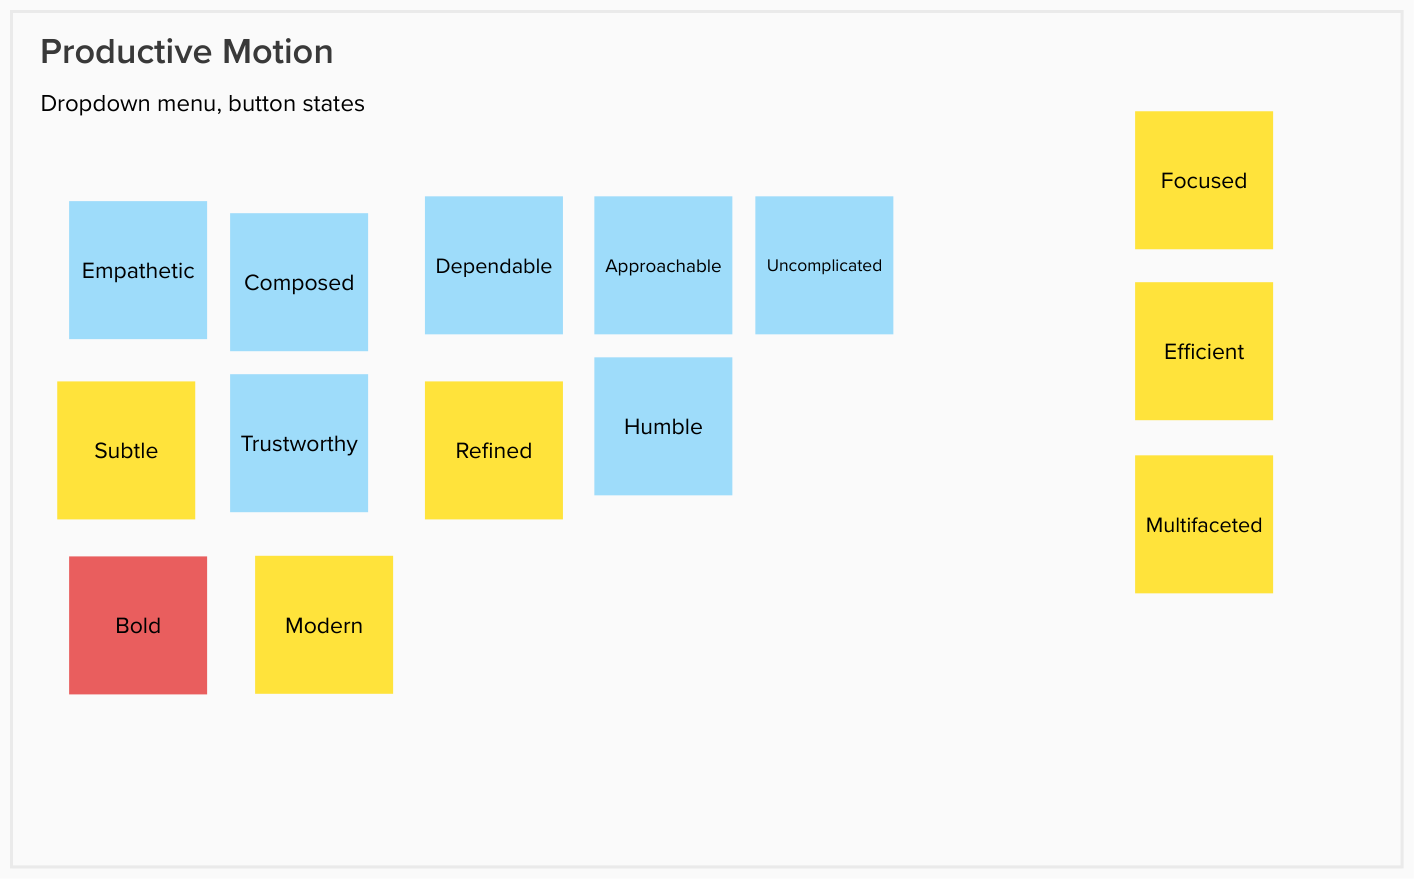 Productive Motion
Dropdown menu, button states
Focused
Empathetic
Composed
Dependable
Approachable
Uncomplicated
Efficient
Subtle
Trustworthy
Refined
Humble
Multifaceted
Bold
Modern